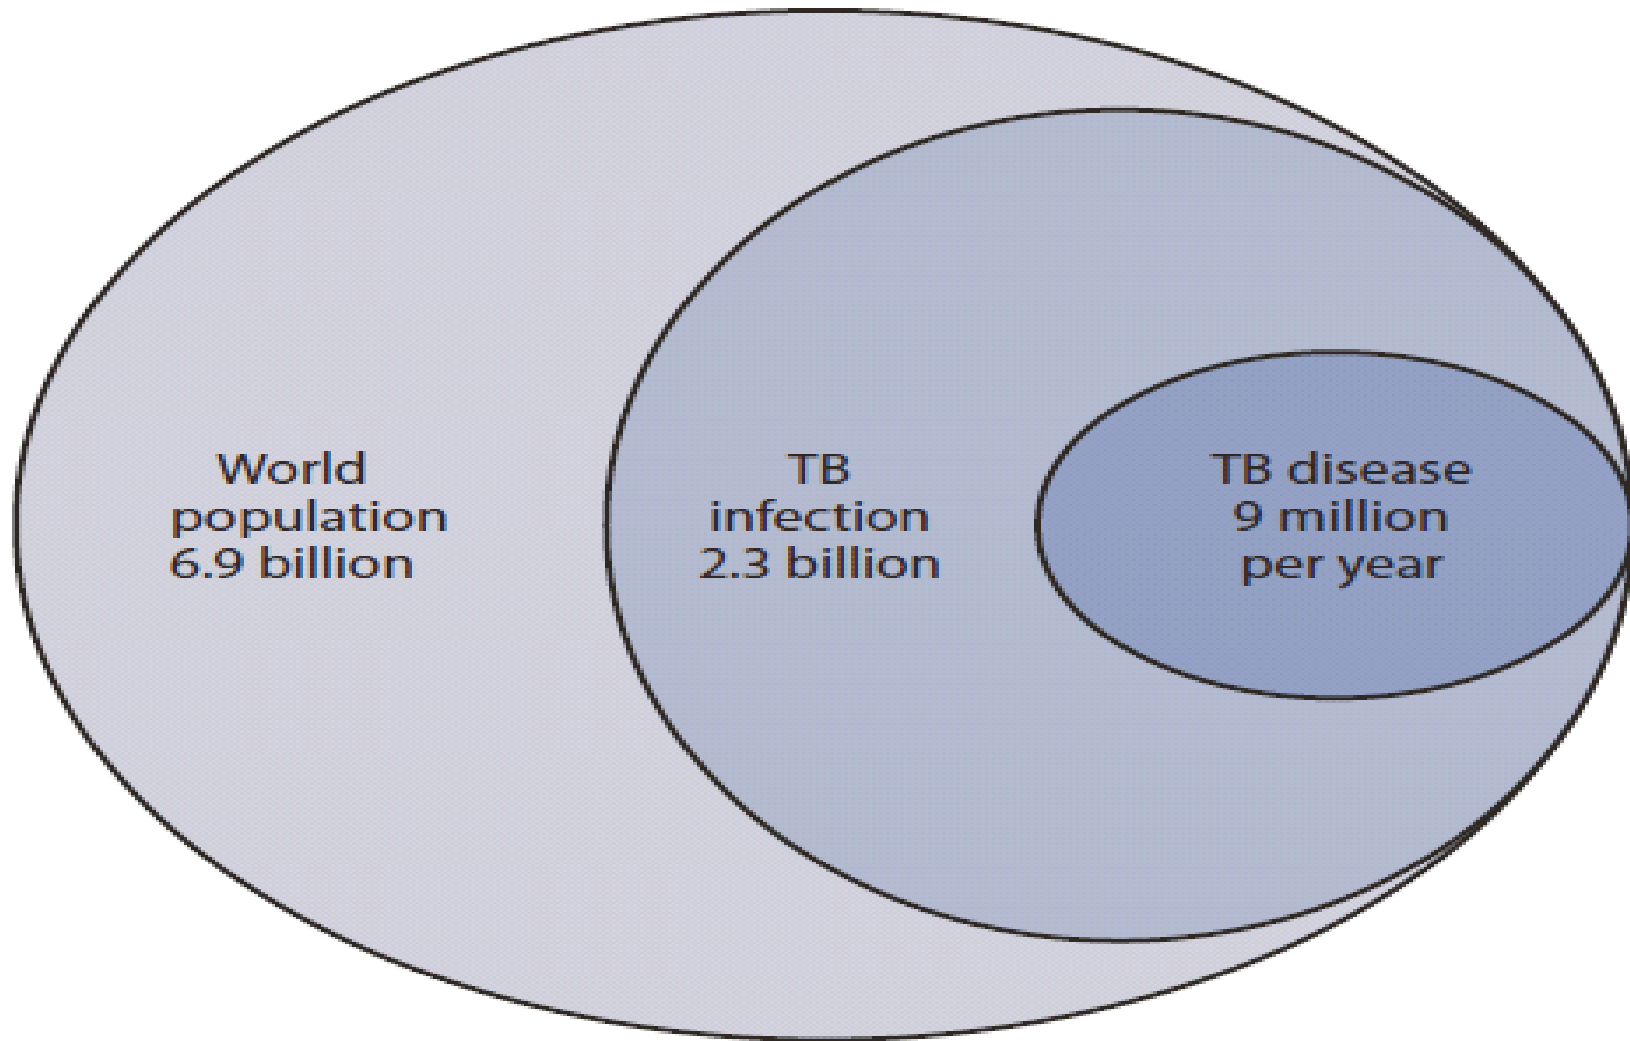 World
population
6.9 billion
TB
infection
2.3 billion
TB disease
9 million
per year